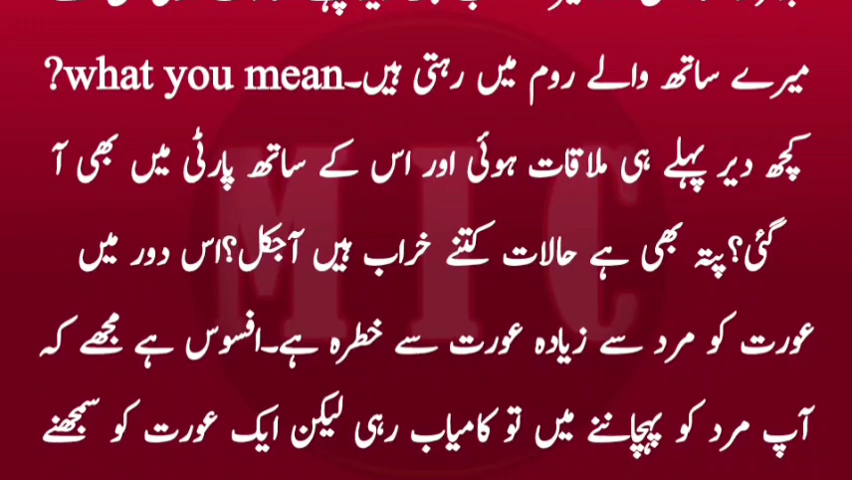 میرے ساتھ والے روم میں رہتی ہیں۔what you mean?
کچھ دیر پہلے ہی ملاقات ہوئی اور اس کے ساتھ پارٹی میں بھی آ
گئی؟پتہ بھی ہے حالات کتنے خراب ہیں آجکل؟اس دور میں
عورت کو مرد سے زیادہ عورت سے خطرہ ہے۔افسوس ہے مجھے کہ
آپ مرد کو پہچاننے میں تو کامیاب رہی لیکن ایک عورت کو سمجھنے
MIC